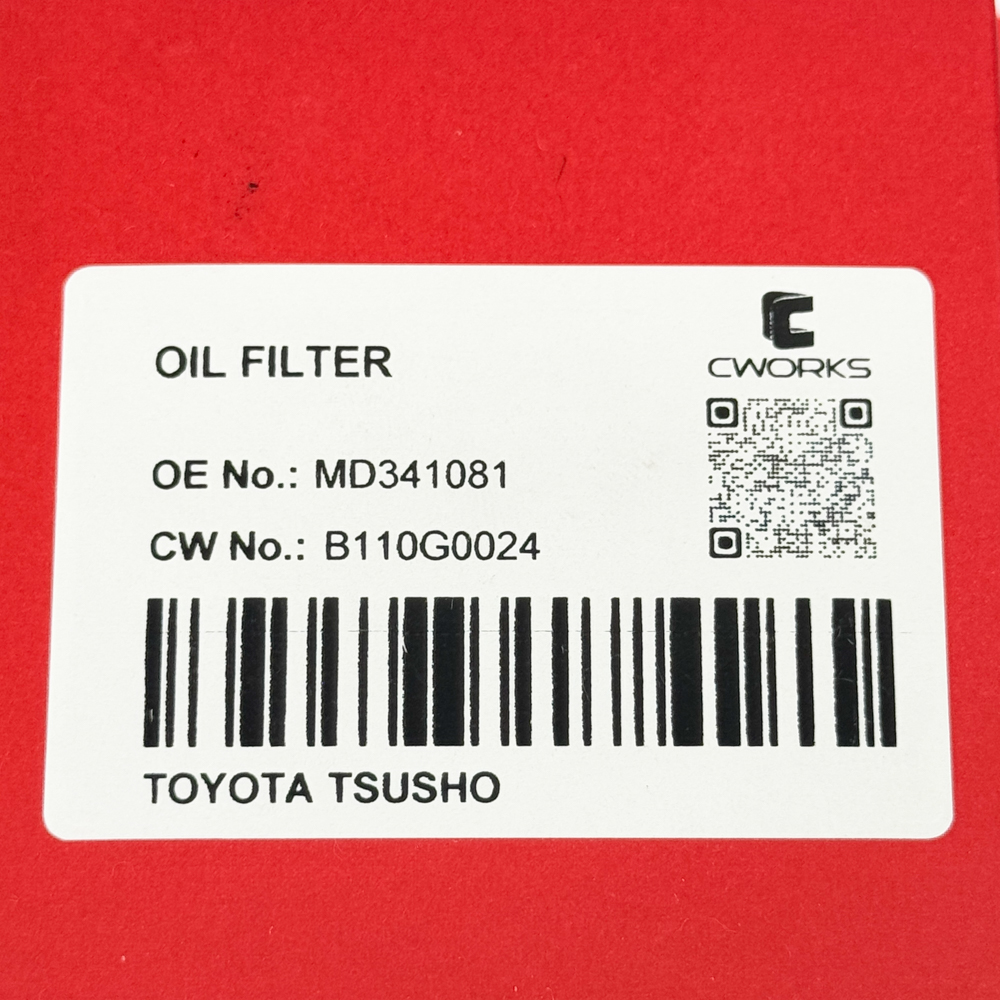 CWORKS
OIL FILTER
OE No.: MD341081
CW No.: B110G0024
TOYOTA TSUSHO